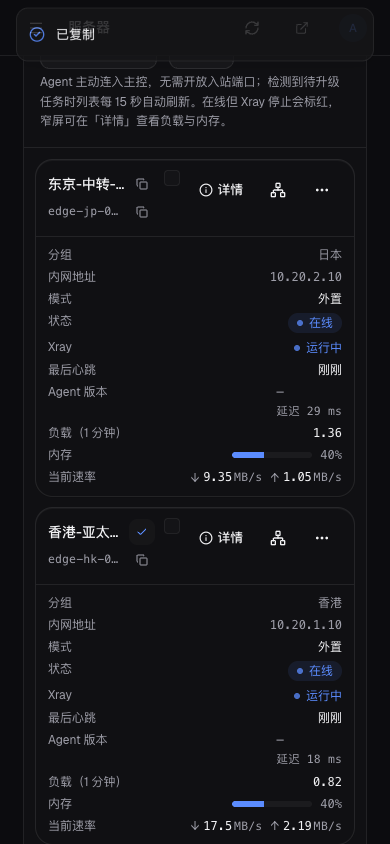 服务器
A
已复制
Agent 主动连入主控，无需开放入站端口；检测到待升级
任务时列表每 15 秒自动刷新。在线但 Xray 停止会标红，
窄屏可在「详情」查看负载与内存。
东京-中转-…
详情
edge-jp-0…
分组 日本
内网地址 10.20.2.10
模式 外置
状态 在线
Xray 运行中
最后心跳 刚刚
Agent 版本 —
延迟 29 ms
负载（1 分钟） 1.36
内存 40%
当前速率 ↓ 9.35 MB/s ↑ 1.05 MB/s
香港-亚太…
详情
edge-hk-0…
分组 香港
内网地址 10.20.1.10
模式 外置
状态 在线
Xray 运行中
最后心跳 刚刚
Agent 版本 —
延迟 18 ms
负载（1 分钟） 0.82
内存 40%
当前速率 ↓ 17.5 MB/s ↑ 2.19 MB/s